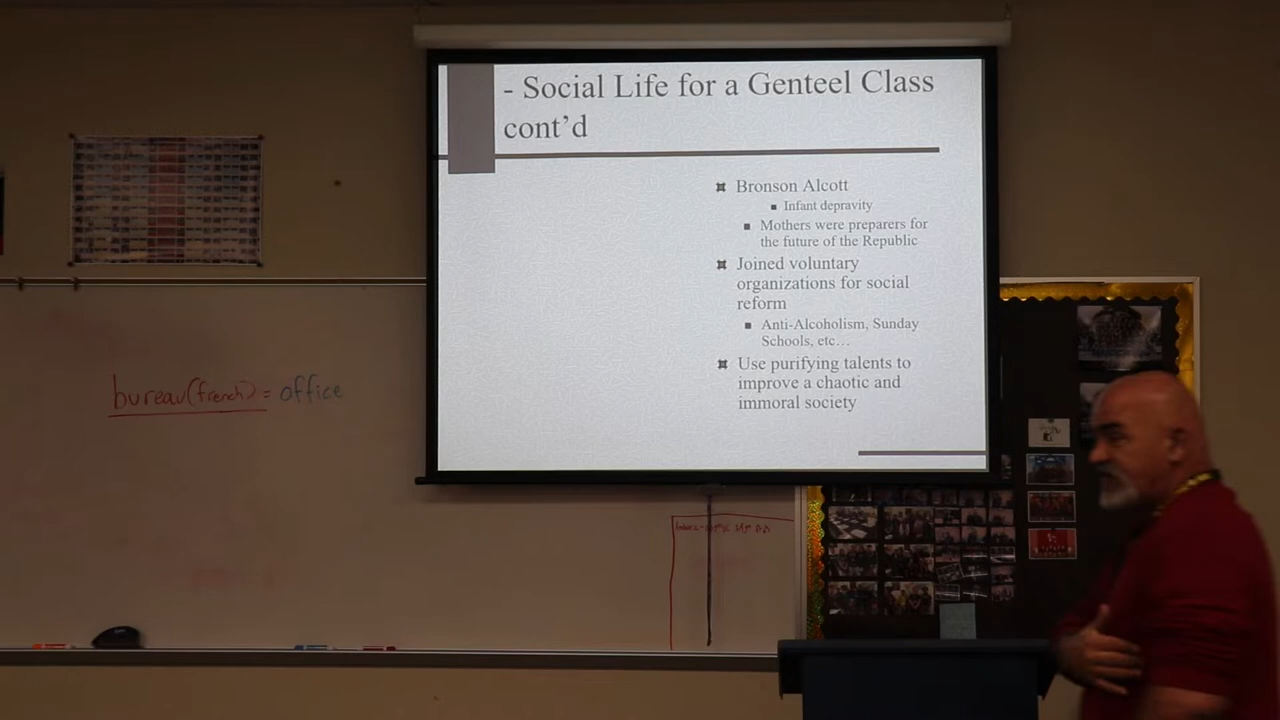 - Social Life for a Genteel Class
cont’d
Bronson Alcott
Infant depravity
Mothers were preparers for
the future of the Republic
Joined voluntary
organizations for social
reform
Anti-Alcoholism, Sunday
Schools, etc…
Use purifying talents to
improve a chaotic and
immoral society
bureau(french) = office